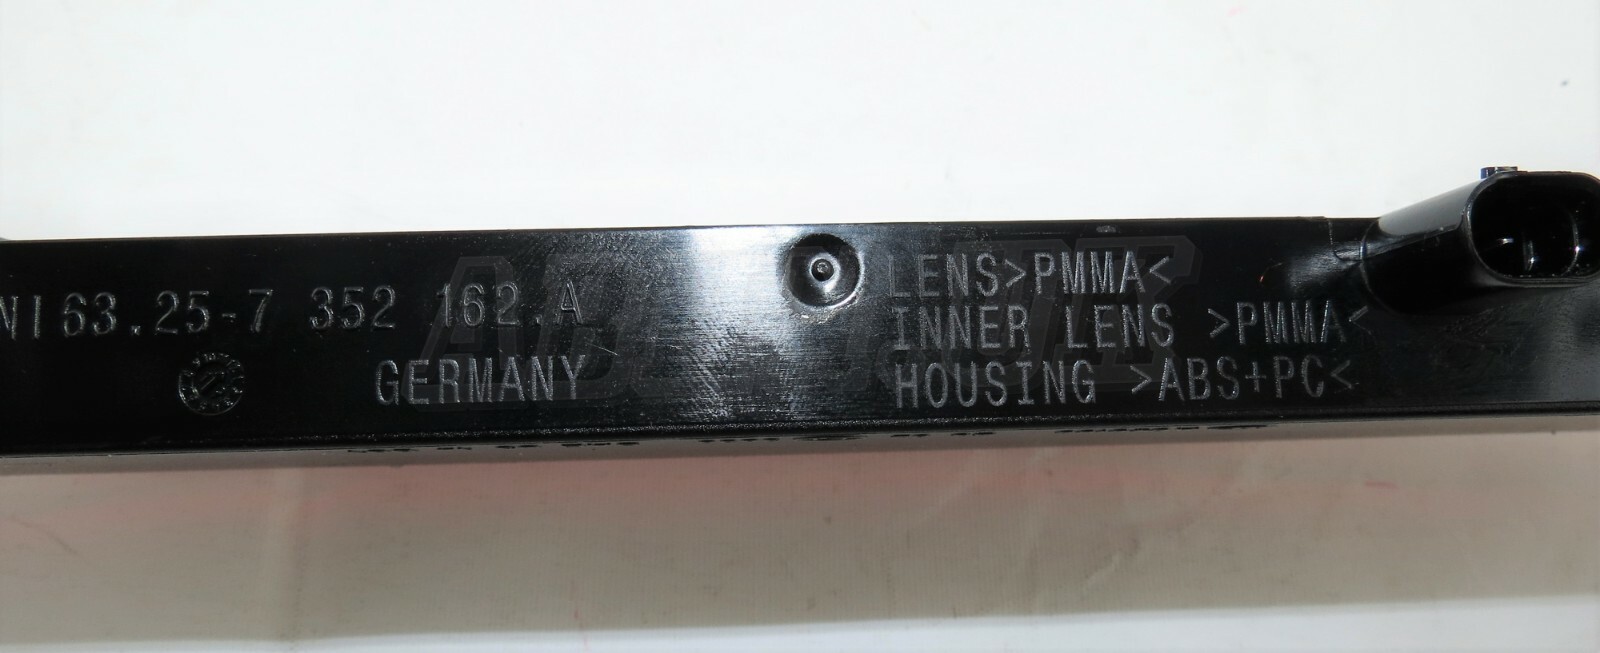 NI63.25-7 352 162.A
GERMANY
LENS>PMMA<
INNER LENS >PMMA<
HOUSING >ABS+PC<